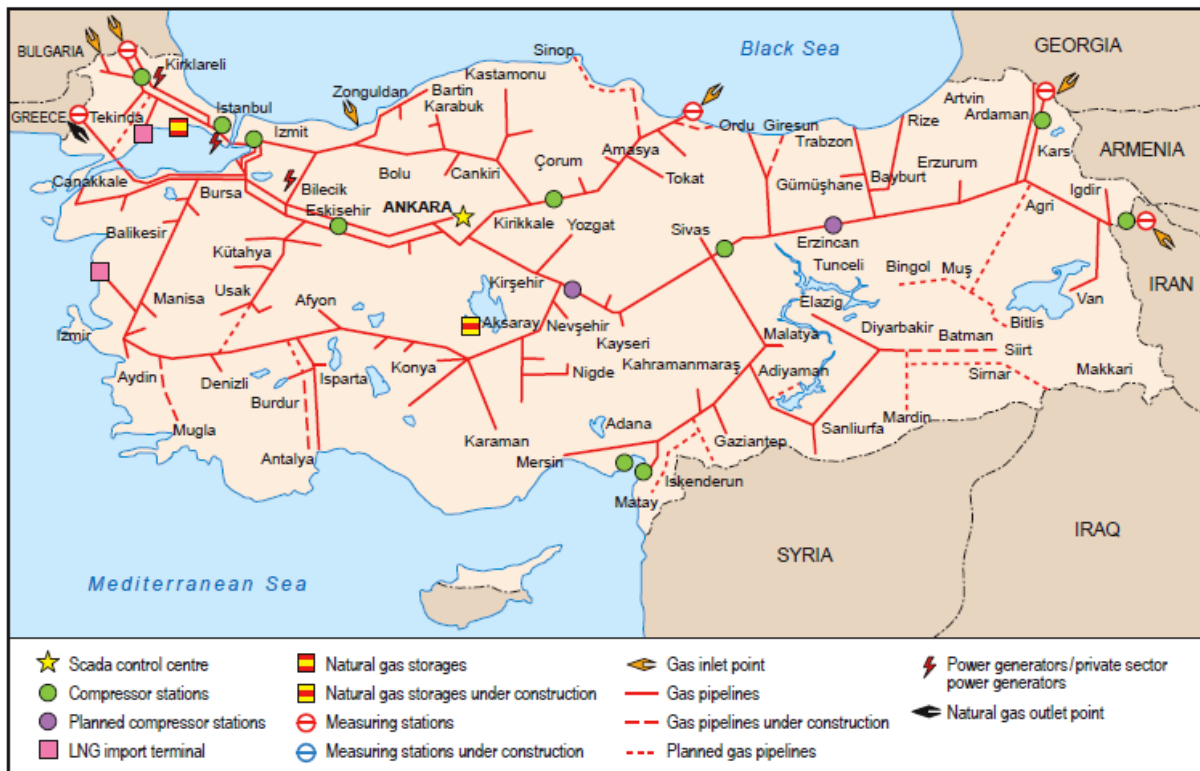 Black Sea
GEORGIA
BULGARIA
Sinop
Kirklareli
Kastamonu
Zonguldan
Bartin
Karabuk
Artvin
Ardaman
GREECE
Tekinda
Istanbul
Izmit
Ordu
Giresun
Rize
Trabzon
ARMENIA
Amasya
Kars
Çorum
Erzurum
Bolu
Cankiri
Tokat
Bayburt
Canakkale
Bursa
Bilecik
Gümüşhane
Igdir
Eskisehir
ANKARA
Agri
Kirikkale
Yozgat
Sivas
Balikesir
Erzincan
Kütahya
Tunceli
Bingol
Muş
IRAN
Kirşehir
Manisa
Usak
Afyon
Elazig
Van
Aksaray
Nevşehir
Bitlis
Izmir
Kayseri
Malatya
Diyarbakir
Batman
Siirt
Aydin
Denizli
Isparta
Konya
Nigde
Kahramanmaraş
Adiyaman
Sirnar
Makkari
Burdur
Mardin
Mugla
Adana
Sanliurfa
Karaman
Gaziantep
Antalya
Mersin
Iskenderun
Matay
IRAQ
SYRIA
Mediterranean Sea
Scada control centre
Compressor stations
Planned compressor stations
LNG import terminal
Natural gas storages
Natural gas storages under construction
Measuring stations
Measuring stations under construction
Gas inlet point
Gas pipelines
Gas pipelines under construction
Planned gas pipelines
Power generators/private sector
power generators
Natural gas outlet point